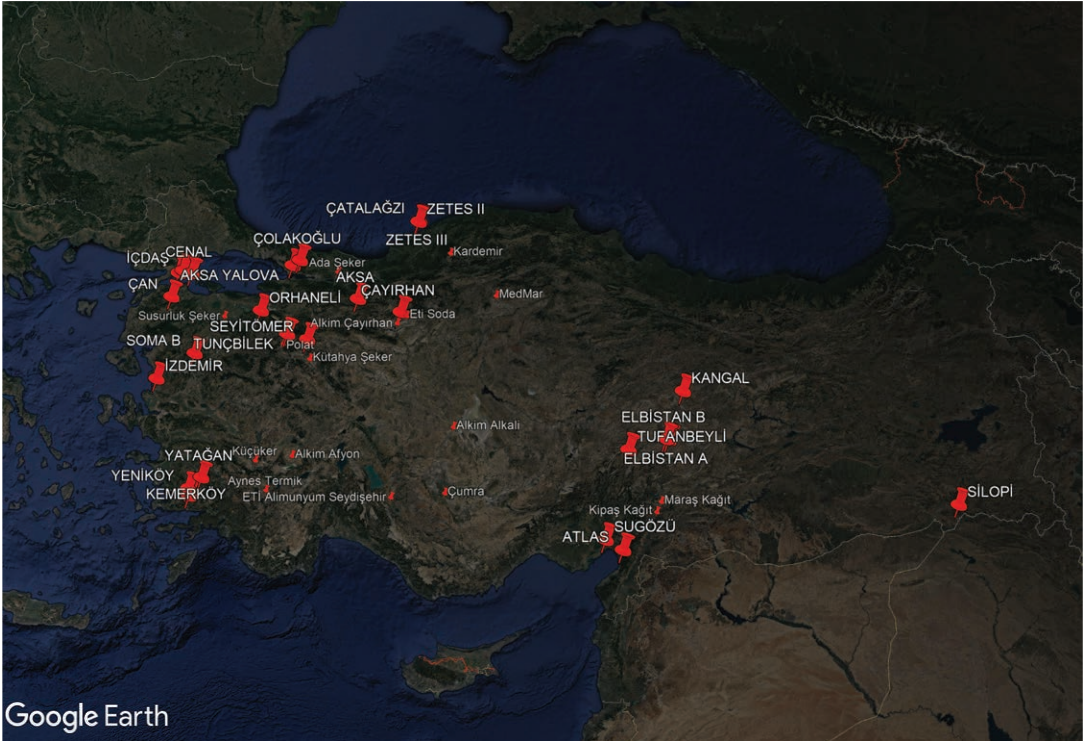 ÇATALAĞZI
ZETES II
ÇOLAKOĞLU
ZETES III
İÇDAŞ
CENAL
Kardemir
Ada Şeker
AKSA YALOVA
AKSA
ÇAN
ÇAYIRHAN
MedMar
ORHANELİ
Susurluk Şeker
Eti Soda
SEYİTÖMER
Alkim Çayırhan
SOMA B
TUNÇBİLEK
Polat
Kütahya Şeker
İZDEMİR
KANGAL
ELBİSTAN B
Alkim Alkali
TUFANBEYLİ
YATAĞAN
Küçüker
Alkim Afyon
ELBİSTAN A
YENİKÖY
Aynes Termik
KEMERKÖY
ETİ Alimunyum Seydişehir
Çumra
SİLOPİ
Maraş Kağıt
Kipaş Kağıt
SUGÖZÜ
ATLAS
Google Earth